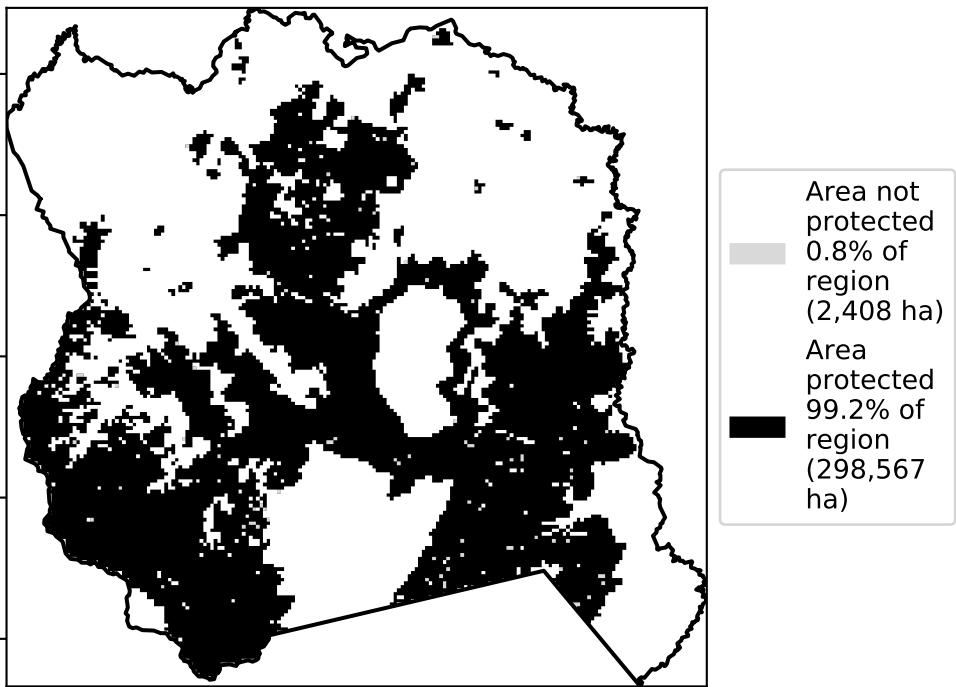 Area not
protected
0.8% of
region
(2,408 ha)
Area
protected
99.2% of
region
(298,567
ha)